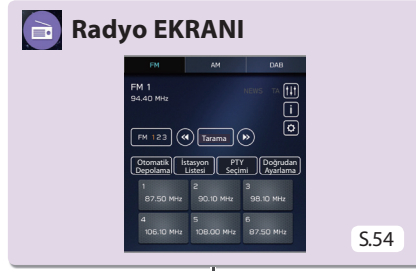 Radyo EKRANI
FM AM DAB
FM 1
94.40 MHz
NEWS TA
FM 123 Tarama
Otomatik Depolama İstasyon Listesi PTY Seçimi Doğrudan Ayarlama
1 2 3
87.50 MHz 90.10 MHz 98.10 MHz
4 5 6
106.10 MHz 108.00 MHz 87.50 MHz
S.54